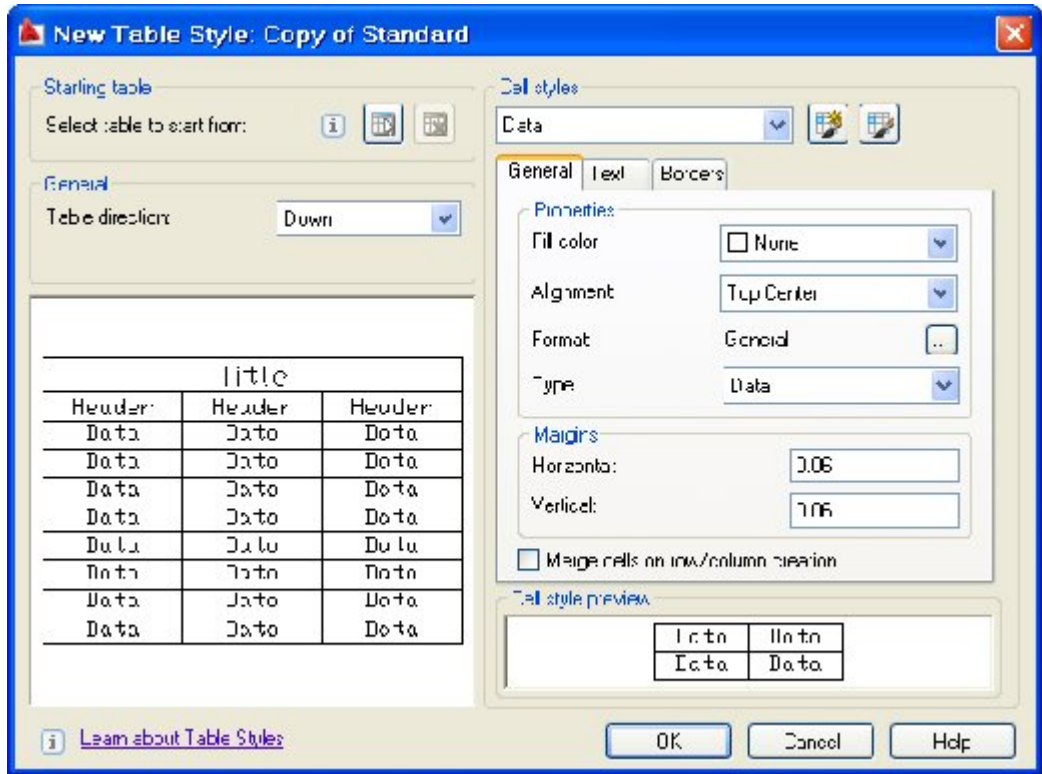 New Table Style: Copy of Standard
Starting table
Select table to start from:
General
Table direction:
Down
Title
Header Header Header
Data Data Data
Data Data Data
Data Data Data
Data Data Data
Data Data Data
Data Data Data
Data Data Data
Data Data Data
Learn about Table Styles
Cell styles
Data
General Text Borders
Properties
Fill color
None
Alignment
Top Center
Format
General
...
Type
Data
Margins
Horizontal
0.06
Vertical:
0.06
Merge cells on row/column creation
Cell style preview
Data Data
Data Data
OK Cancel Help